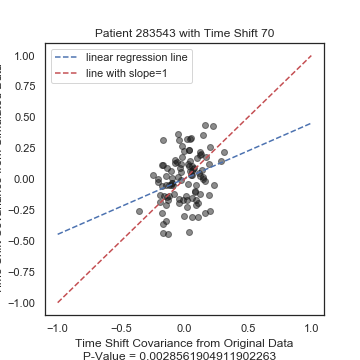 Patient 283543 with Time Shift 70
linear regression line
line with slope=1
1.00
0.75
0.50
0.25
0.00
−0.25
−0.50
−0.75
−1.00
−1.0 −0.5 0.0 0.5 1.0
Time Shift Covariance from Original Data
P-Value = 0.0028561904911902263